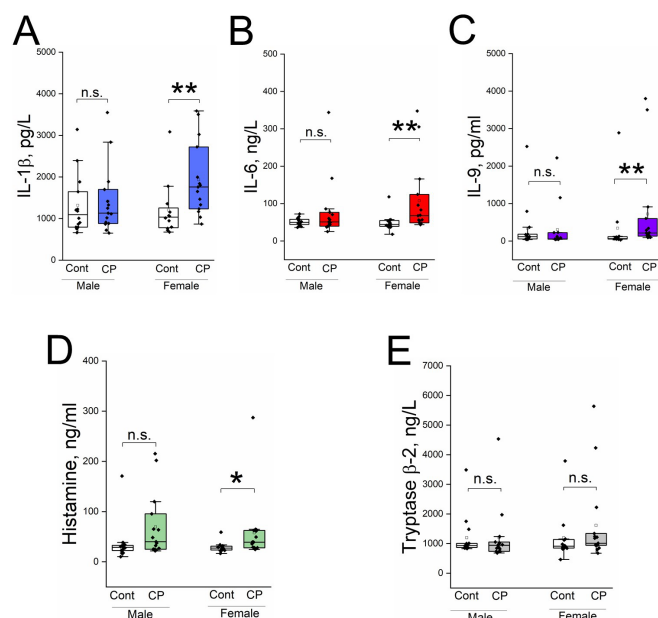 A
IL-1β, pg/L
5000
4000
3000
2000
1000
0
n.s.
**
Cont CP Cont CP
Male Female
B
IL-6, ng/L
500
400
300
200
100
0
n.s.
**
Cont CP Cont CP
Male Female
C
IL-9, pg/ml
5000
4000
3000
2000
1000
0
n.s.
**
Cont CP Cont CP
Male Female
D
Histamine, ng/ml
400
300
200
100
0
n.s.
*
Cont CP Cont CP
Male Female
E
Tryptase β-2, ng/L
7000
6000
5000
4000
3000
2000
1000
0
n.s.
n.s.
Cont CP Cont CP
Male Female